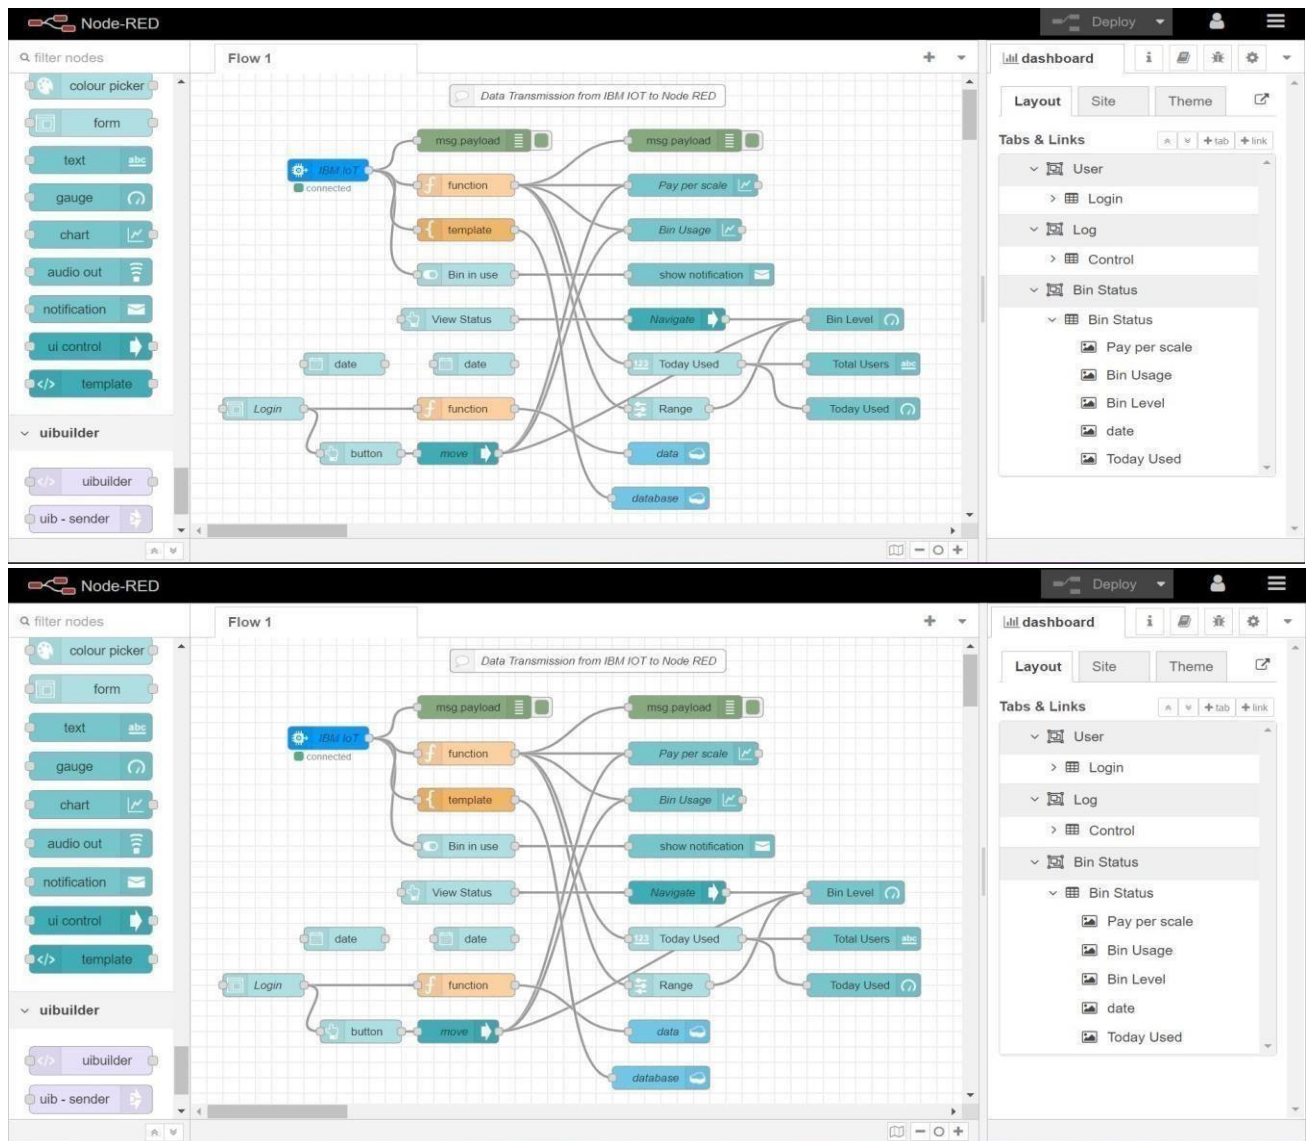 Node-RED
Deploy
filter nodes
Flow 1
dashboard
i
colour picker
form
text
abc
gauge
chart
audio out
notification
ui control
</> template
uibuilder
</> uibuilder
uib - sender
Data Transmission from IBM IOT to Node RED
msg.payload
msg.payload
IBM IoT
connected
function
Pay per scale
template
Bin Usage
Bin in use
show notification
View Status
Navigate
Bin Level
date
date
123 Today Used
Total Users abc
Login
function
Range
Today Used
button
move
data
database
Layout
Site
Theme
Tabs & Links
+tab
+link
User
Login
Log
Control
Bin Status
Bin Status
Pay per scale
Bin Usage
Bin Level
date
Today Used
Node-RED
Deploy
filter nodes
Flow 1
dashboard
i
colour picker
form
text
abc
gauge
chart
audio out
notification
ui control
</> template
uibuilder
</> uibuilder
uib - sender
Data Transmission from IBM IOT to Node RED
msg.payload
msg.payload
IBM IoT
connected
function
Pay per scale
template
Bin Usage
Bin in use
show notification
View Status
Navigate
Bin Level
date
date
123 Today Used
Total Users abc
Login
function
Range
Today Used
button
move
data
database
Layout
Site
Theme
Tabs & Links
+tab
+link
User
Login
Log
Control
Bin Status
Bin Status
Pay per scale
Bin Usage
Bin Level
date
Today Used